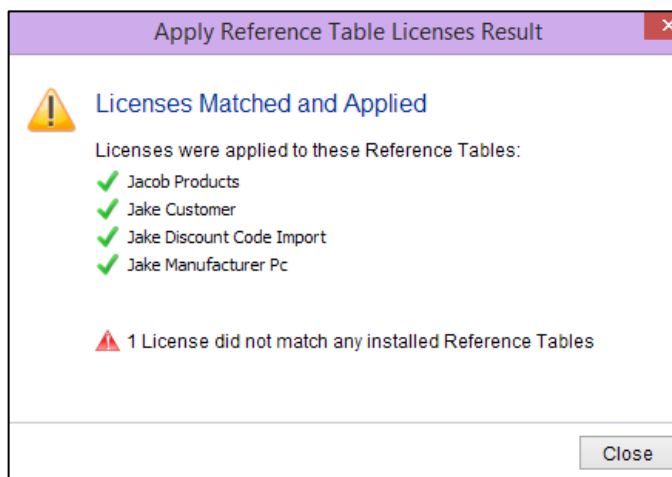 Apply Reference Table Licenses Result
Licenses Matched and Applied
Licenses were applied to these Reference Tables:
Jacob Products
Jake Customer
Jake Discount Code Import
Jake Manufacturer Pc
1 License did not match any installed Reference Tables
Close